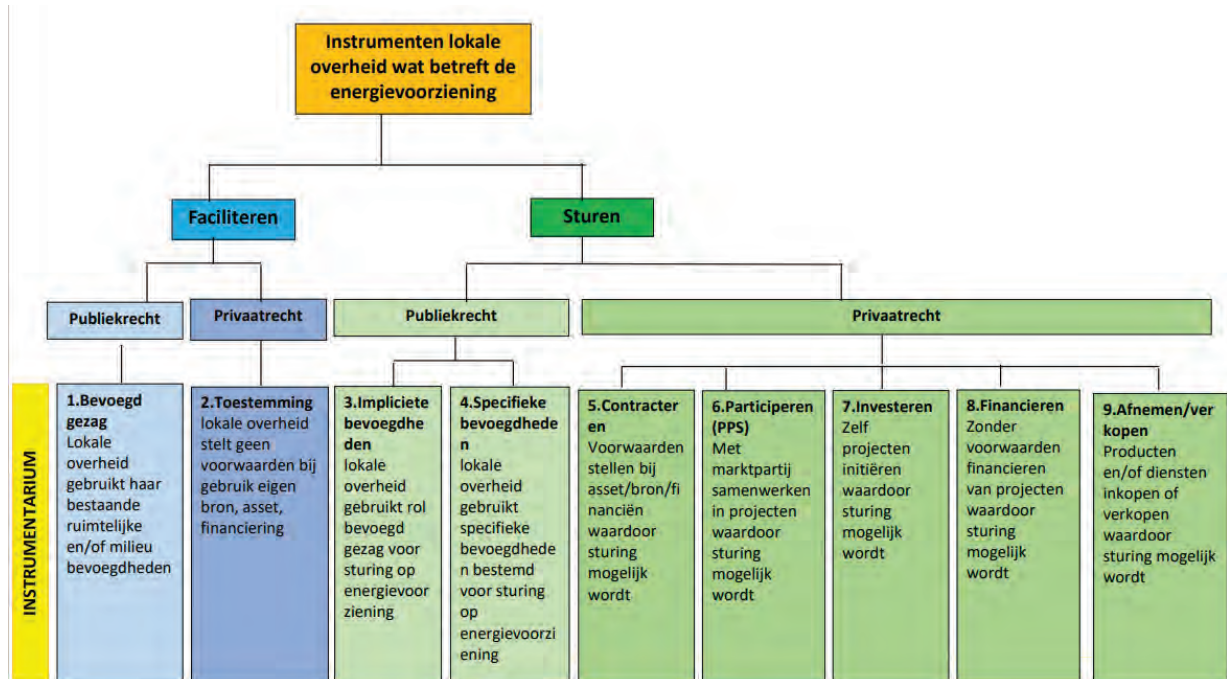 Instrumenten lokale
overheid wat betreft de
energievoorziening
Faciliteren
Sturen
Publiekrecht
Privaatrecht
Publiekrecht
Privaatrecht
INSTRUMENTARIUM
1.Bevoegd
gezag
Lokale
overheid
gebruikt haar
bestaande
ruimtelijke
en/of milieu
bevoegdheden
2.Toestemming
lokale overheid
stelt geen
voorwaarden bij
gebruik eigen
bron, asset,
financiering
3.Impliciete
bevoegdhe
den
lokale
overheid
gebruikt rol
bevoegd
gezag voor
sturing op
energievoor
ziening
4.Specifieke
bevoegdhede
n
lokale
overheid
gebruikt
specifieke
bevoegdhede
n bestemd
voor sturing
op
energievoorzi
ening
5.Contracter
en
Voorwaarden
stellen bij
asset/bron/fi
nanciën
waardoor
sturing
mogelijk
wordt
6.Participeren
(PPS)
Met
marktpartij
samenwerken
in projecten
waardoor
sturing
mogelijk
wordt
7.Investeren
Zelf
projecten
initiëren
waardoor
sturing
mogelijk
wordt
8.Financieren
Zonder
voorwaarden
financieren
van projecten
waardoor
sturing
mogelijk
wordt
9.Afnemen/ver
kopen
Producten
en/of diensten
inkopen of
verkopen
waardoor
sturing mogelijk
wordt